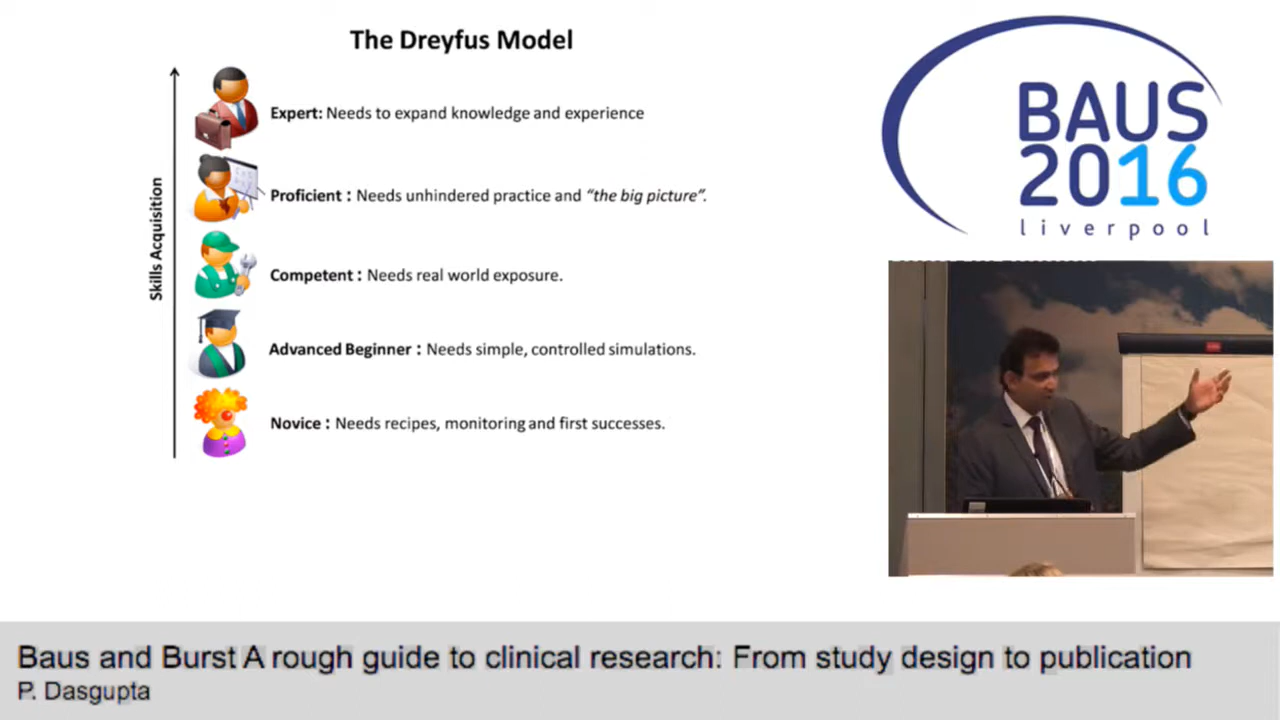 The Dreyfus Model
Skills Acquisition
Expert: Needs to expand knowledge and experience
Proficient : Needs unhindered practice and “the big picture”.
Competent : Needs real world exposure.
Advanced Beginner : Needs simple, controlled simulations.
Novice : Needs recipes, monitoring and first successes.
BAUS
2016
liverpool
Baus and Burst A rough guide to clinical research: From study design to publication
P. Dasgupta